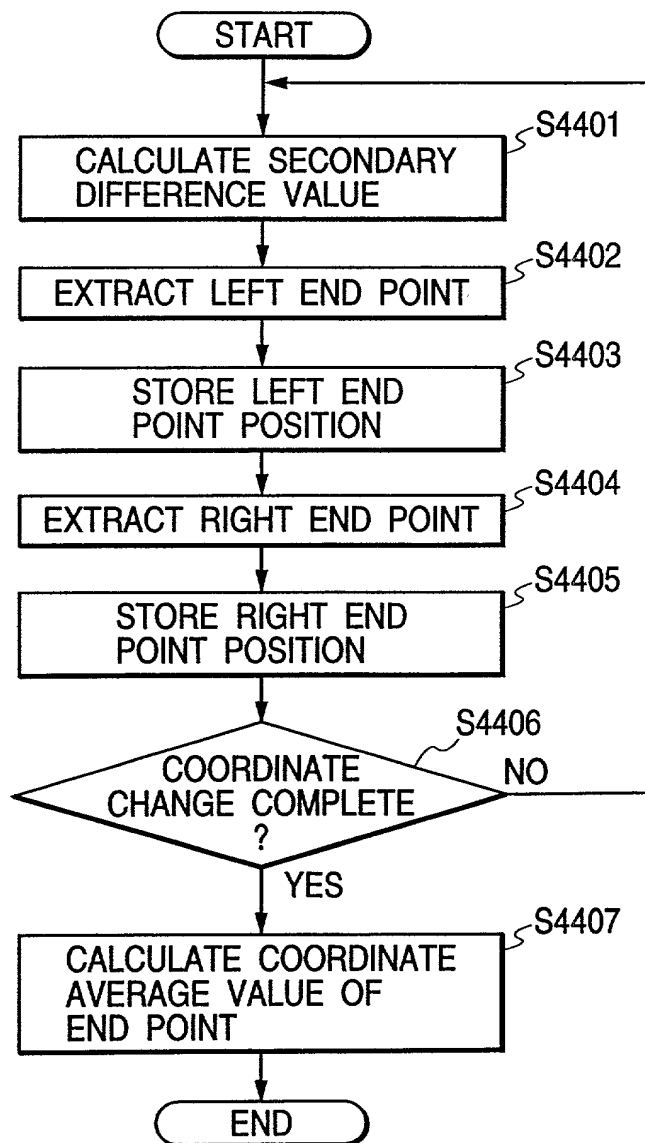 START
S4401
CALCULATE SECONDARY
DIFFERENCE VALUE
S4402
EXTRACT LEFT END POINT
S4403
STORE LEFT END
POINT POSITION
S4404
EXTRACT RIGHT END POINT
S4405
STORE RIGHT END
POINT POSITION
S4406
COORDINATE
CHANGE COMPLETE
?
NO
YES
S4407
CALCULATE COORDINATE
AVERAGE VALUE OF
END POINT
END